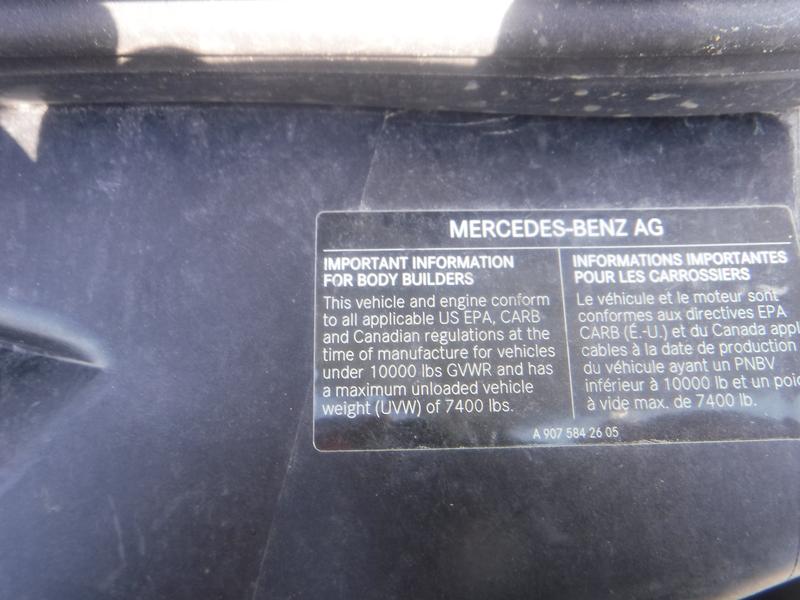 MERCEDES-BENZ AG
IMPORTANT INFORMATION
FOR BODY BUILDERS
This vehicle and engine conform
to all applicable US EPA, CARB
and Canadian regulations at the
time of manufacture for vehicles
under 10000 lbs GVWR and has
a maximum unloaded vehicle
weight (UVW) of 7400 lbs.
INFORMATIONS IMPORTANTES
POUR LES CARROSSIERS
Le véhicule et le moteur sont
conformes aux directives EPA
CARB (É.-U.) et du Canada appl
cables à la date de production
du véhicule ayant un PNBV
inférieur à 10000 lb et un poi
à vide max. de 7400 lb.
A 907 584 26 05